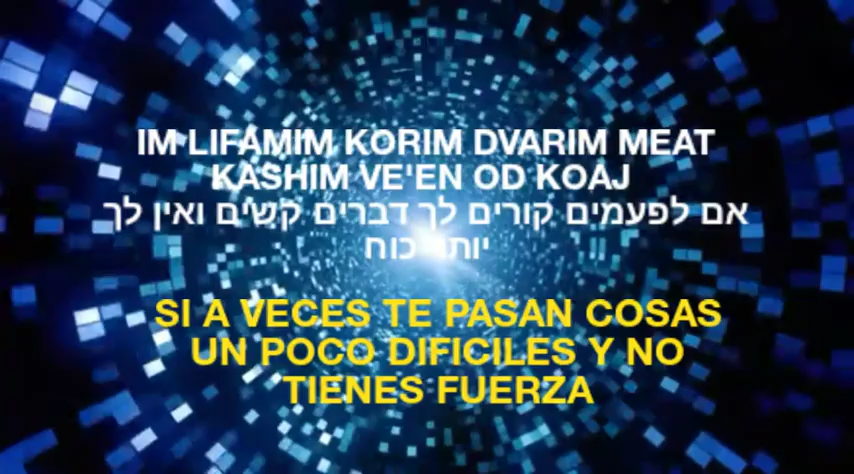 IM LIFAMIM KORIM DVARIM MEAT
KASHIM VE'EN OD KOAJ
אם לפעמים קורים לך דברים קשים ואין לך
יותר כוח
SI A VECES TE PASAN COSAS
UN POCO DIFICILES Y NO
TIENES FUERZA